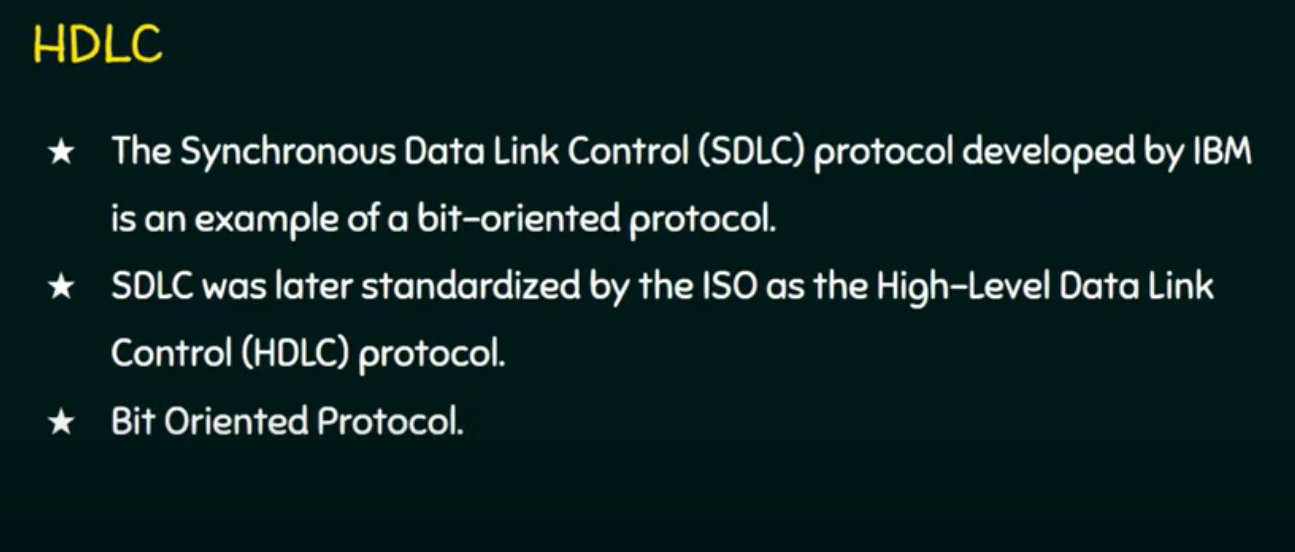 HDLC
★ The Synchronous Data Link Control (SDLC) protocol developed by IBM
is an example of a bit-oriented protocol.
★ SDLC was later standardized by the ISO as the High-Level Data Link
Control (HDLC) protocol.
★ Bit Oriented Protocol.